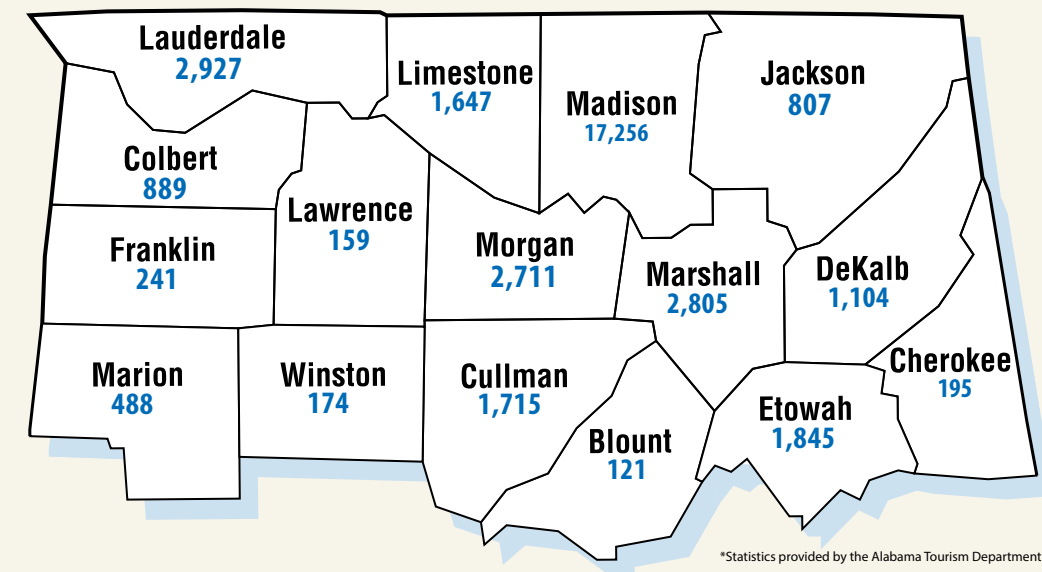 Lauderdale
2,927
Limestone
1,647
Madison
17,256
Jackson
807
Colbert
889
Lawrence
159
Franklin
241
Morgan
2,711
Marshall
2,805
DeKalb
1,104
Cherokee
195
Marion
488
Winston
174
Cullman
1,715
Etowah
1,845
Blount
121
*Statistics provided by the Alabama Tourism Department